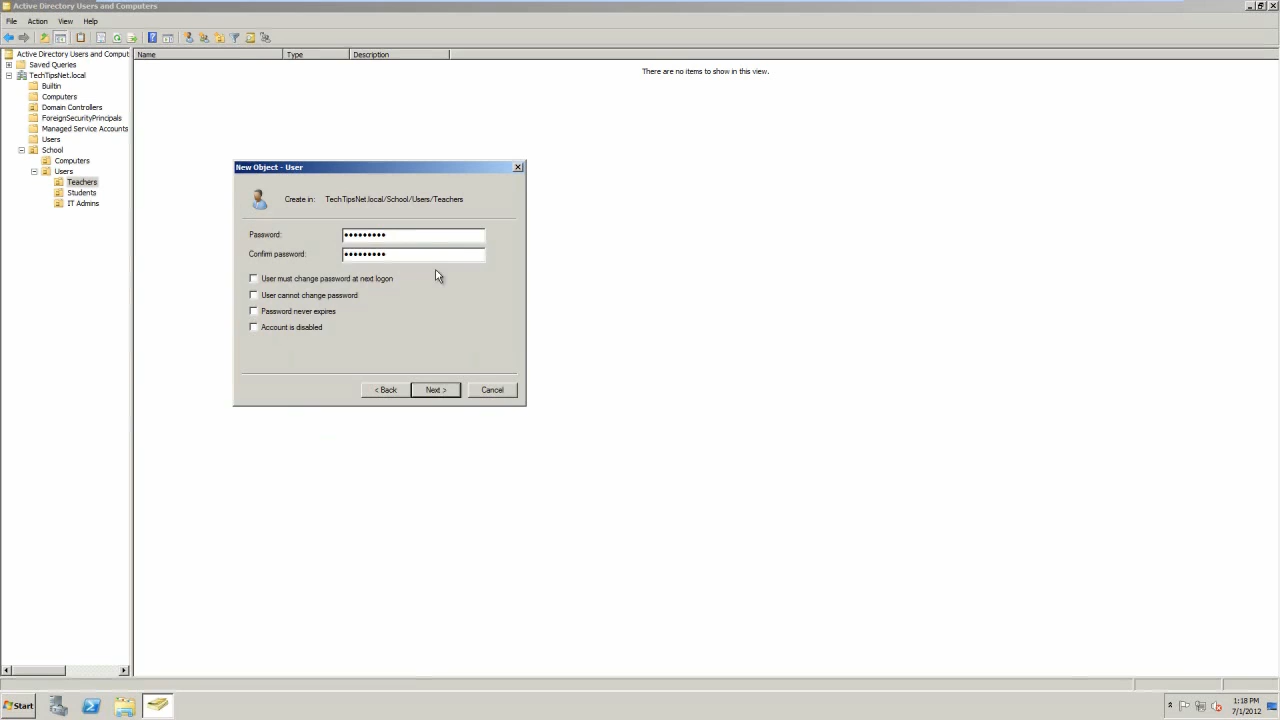 Active Directory Users and Computers
File Action View Help
Active Directory Users and Comput
Name Type Description
Saved Queries
There are no items to show in this view.
TechTipsNet.local
Builtin
Computers
Domain Controllers
ForeignSecurityPrincipals
Managed Service Accounts
Users
School
Computers
Users
Teachers
Students
IT Admins
New Object - User
Create in: TechTipsNet.local/School/Users/Teachers
Password: •••••••••
Confirm password: •••••••••
User must change password at next logon
User cannot change password
Password never expires
Account is disabled
< Back Next > Cancel
Start
1:18 PM
7/1/2012